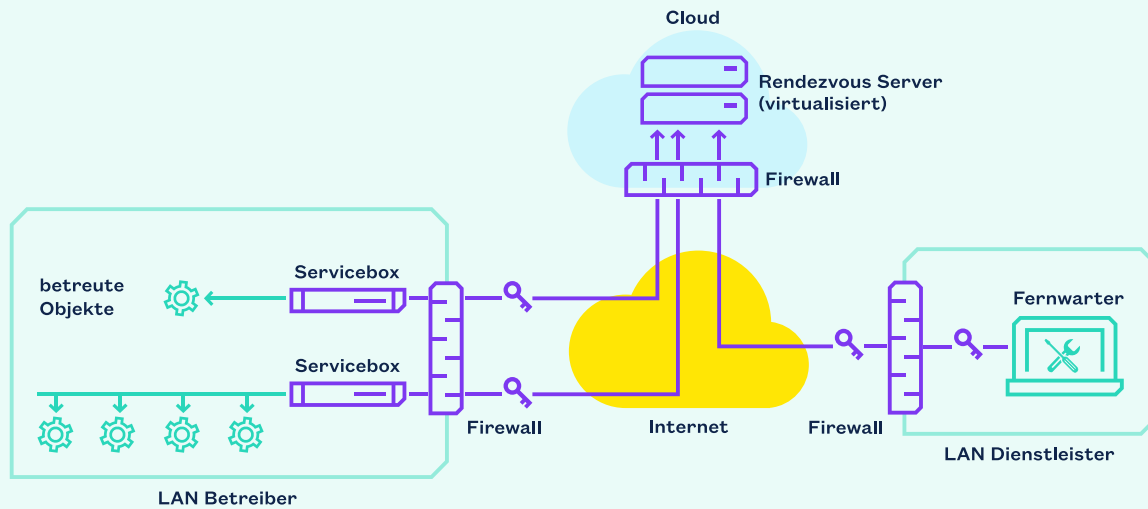 Cloud
Rendezvous Server
(virtualisiert)
Firewall
betreute
Objekte
Servicebox
Servicebox
Firewall
LAN Betreiber
Internet
Fernwarter
Firewall
LAN Dienstleister